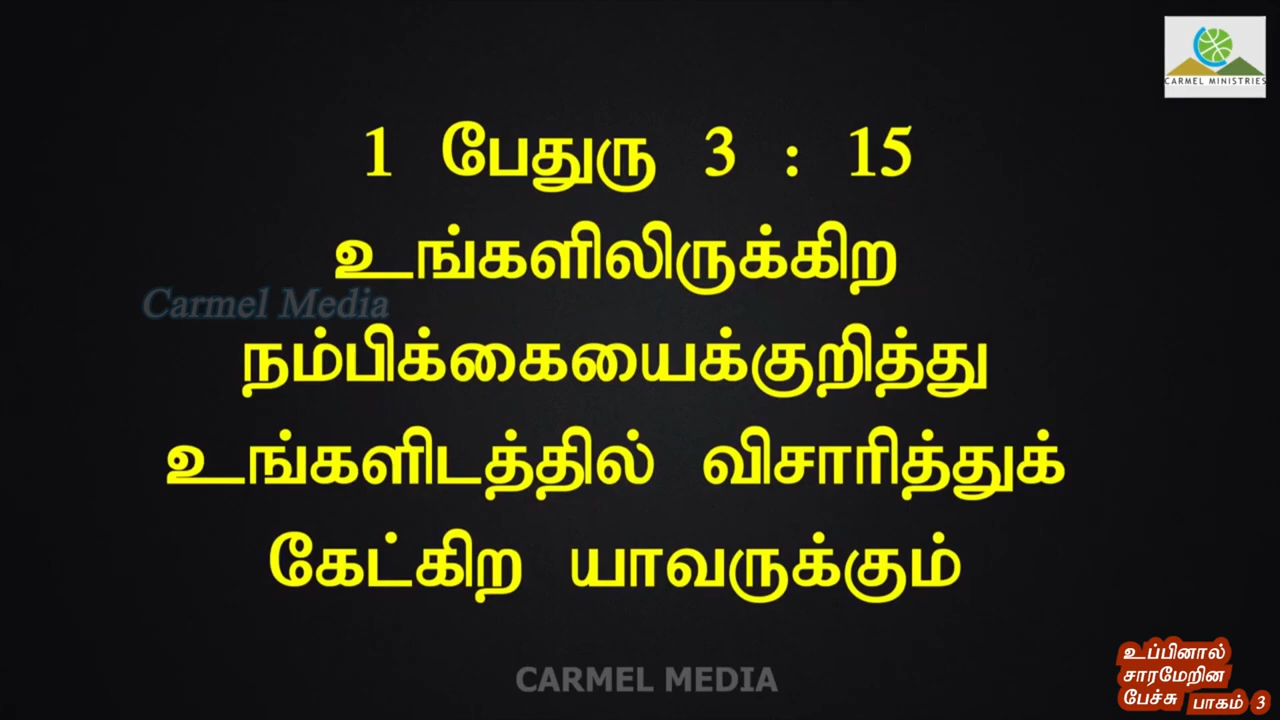 CARMEL MINISTRIES
1 பேதுரு 3 : 15
உங்களிலிருக்கிற
Carmel Media
நம்பிக்கையைக்குறித்து
உங்களிடத்தில் விசாரித்துக்
கேட்கிற யாவருக்கும்
CARMEL MEDIA
உப்பினால்
சாரமேறின
பேச்சு பாகம் 3